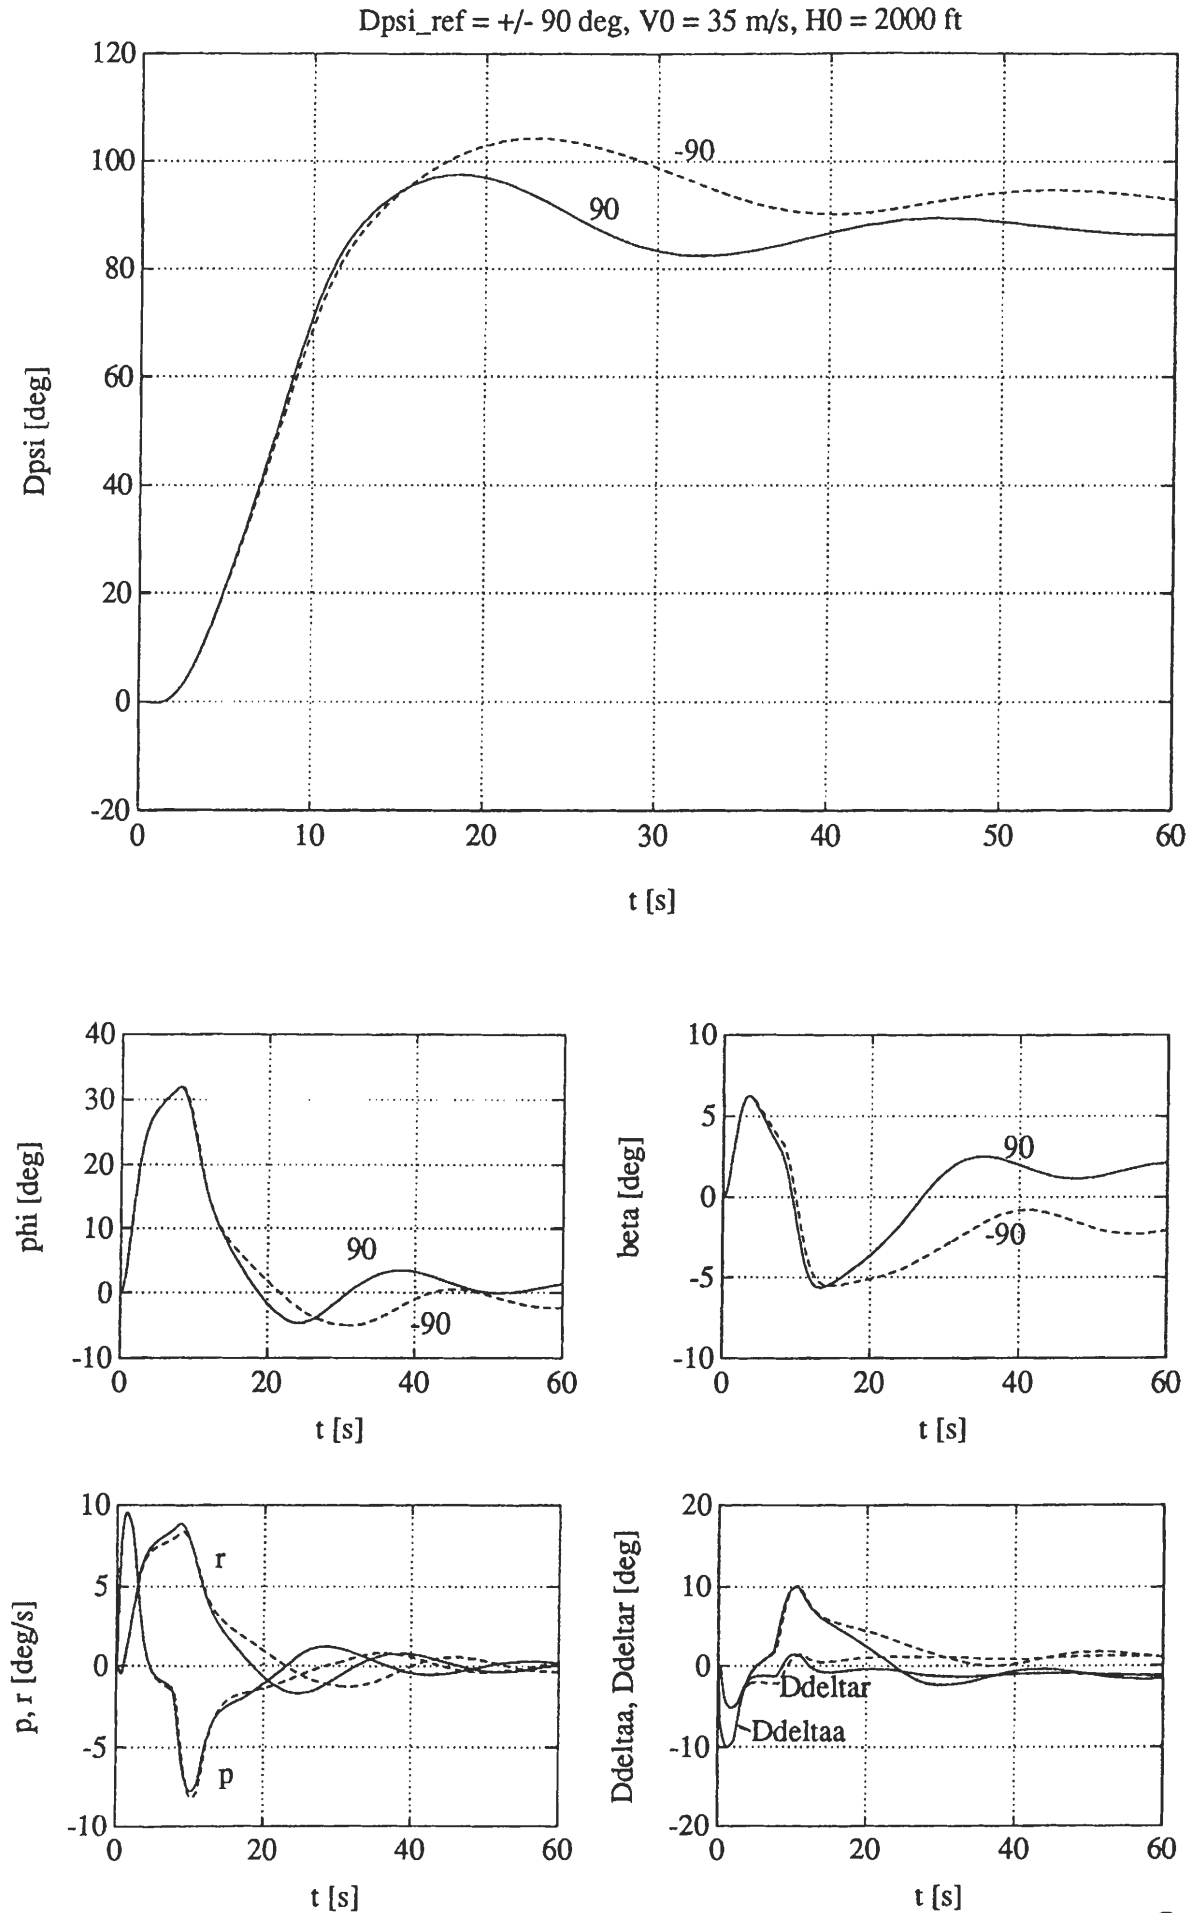 Dpsi_ref = +/- 90 deg, V0 = 35 m/s, H0 = 2000 ft
120
100
80
60
40
20
0
-20
Dpsi [deg]
-90
90
0 10 20 30 40 50 60
t [s]
40
30
20
10
0
-10
phi [deg]
90
-90
0 20 40 60
t [s]
10
5
0
-5
-10
beta [deg]
90
-90
0 20 40 60
t [s]
10
5
0
-5
-10
p, r [deg/s]
r
p
0 20 40 60
t [s]
20
10
0
-10
-20
Ddeltaa, Ddeltar [deg]
Ddeltar
Ddeltaa
0 20 40 60
t [s]